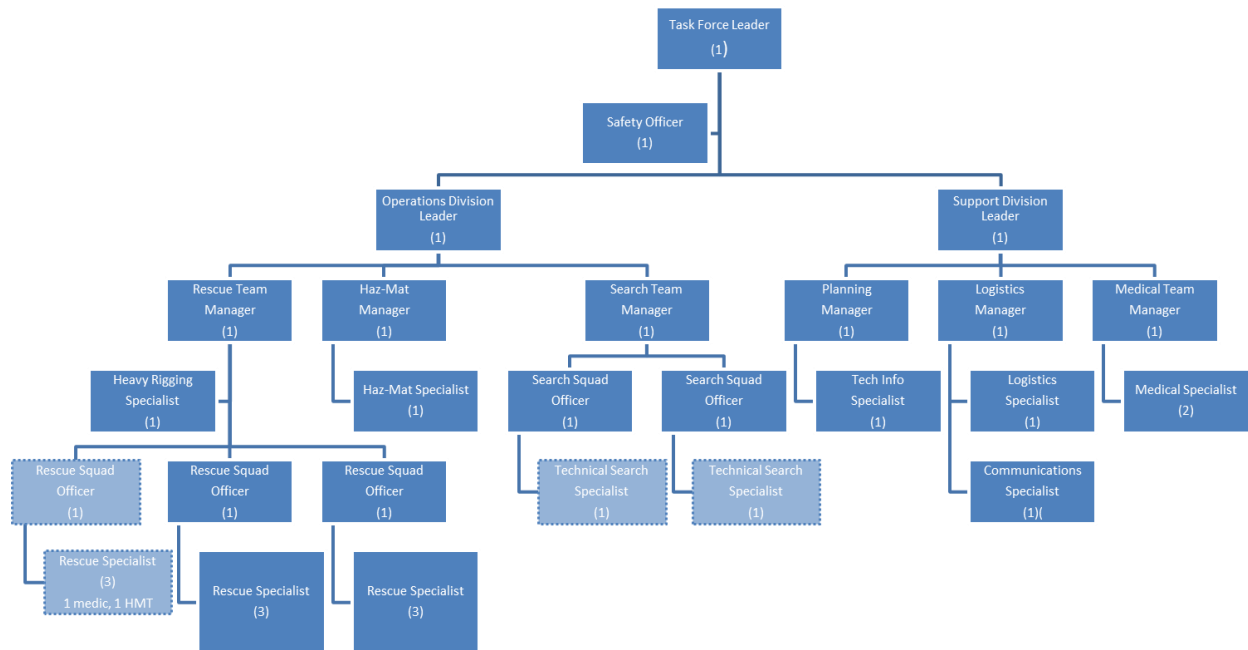 Task Force Leader
(1)
Safety Officer
(1)
Operations Division
Leader
(1)
Support Division
Leader
(1)
Rescue Team
Manager
(1)
Haz-Mat
Manager
(1)
Search Team
Manager
(1)
Planning
Manager
(1)
Logistics
Manager
(1)
Medical Team
Manager
(1)
Heavy Rigging
Specialist
(1)
Haz-Mat Specialist
(1)
Search Squad
Officer
(1)
Search Squad
Officer
(1)
Tech Info
Specialist
(1)
Logistics
Specialist
(1)
Medical Specialist
(2)
Rescue Squad
Officer
(1)
Rescue Squad
Officer
(1)
Rescue Squad
Officer
(1)
Technical Search
Specialist
(1)
Technical Search
Specialist
(1)
Communications
Specialist
(1)(
Rescue Specialist
(3)
1 medic, 1 HMT
Rescue Specialist
(3)
Rescue Specialist
(3)